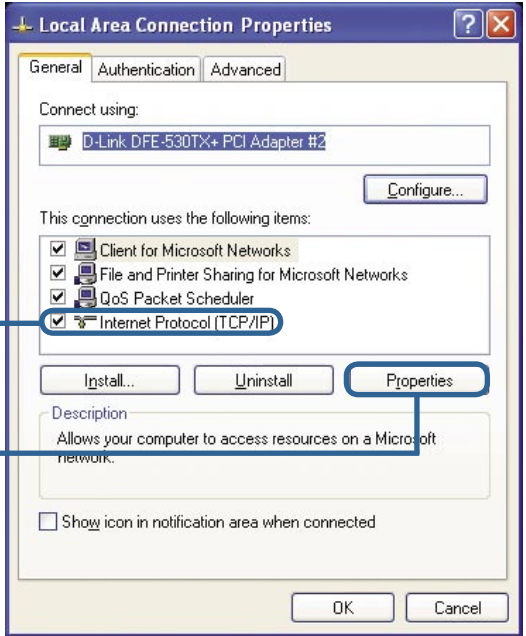 Local Area Connection Properties
General Authentication Advanced
Connect using:
D-Link DFE-530TX+ PCI Adapter #2
Configure...
This connection uses the following items:
Client for Microsoft Networks
File and Printer Sharing for Microsoft Networks
QoS Packet Scheduler
Internet Protocol (TCP/IP)
Install... Uninstall Properties
Description
Allows your computer to access resources on a Microsoft
network.
Show icon in notification area when connected
OK Cancel